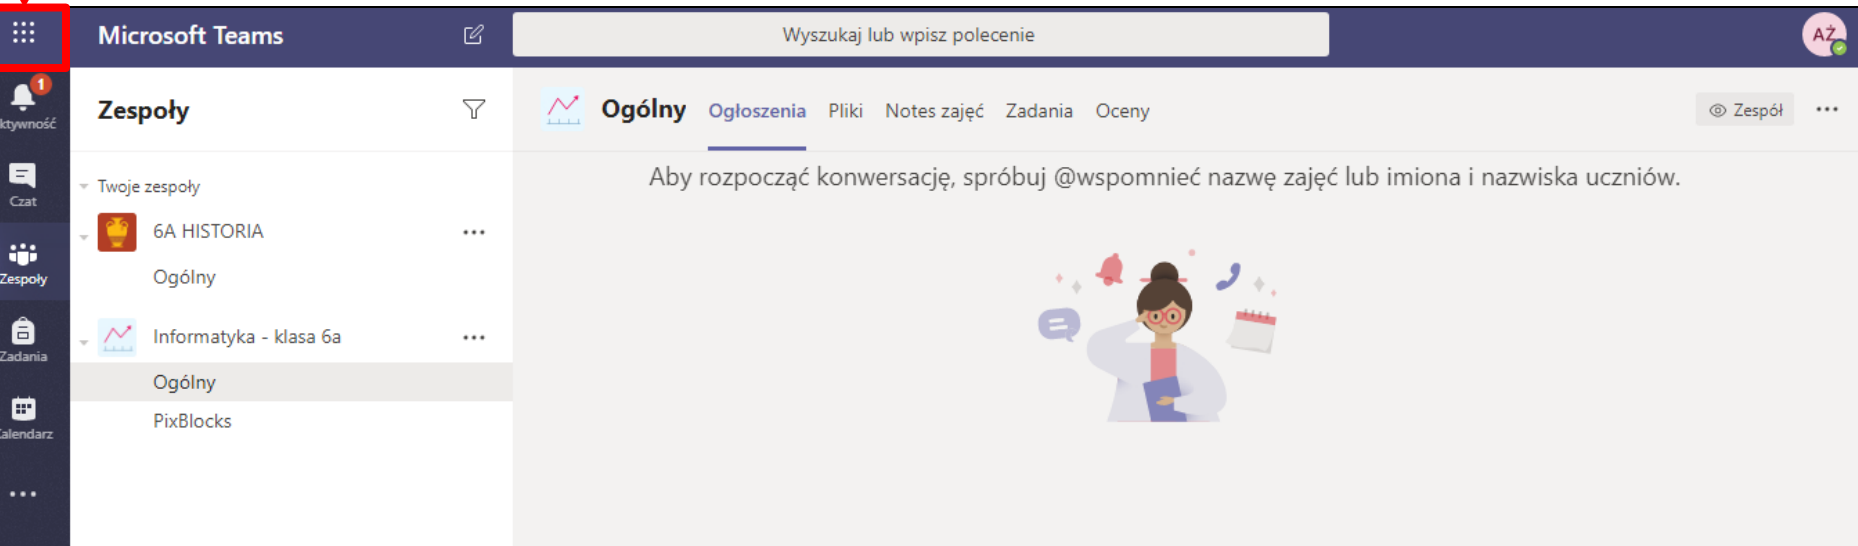 Microsoft Teams
Wyszukaj lub wpisz polecenie
AŻ
1
ktywność
Czat
Zespoły
Zadania
alendarz
Zespoły
Twoje zespoły
6A HISTORIA
Ogólny
Informatyka - klasa 6a
Ogólny
PixBlocks
Ogólny Ogłoszenia Pliki Notes zajęć Zadania Oceny
Zespół
Aby rozpocząć konwersację, spróbuj @wspomnieć nazwę zajęć lub imiona i nazwiska uczniów.